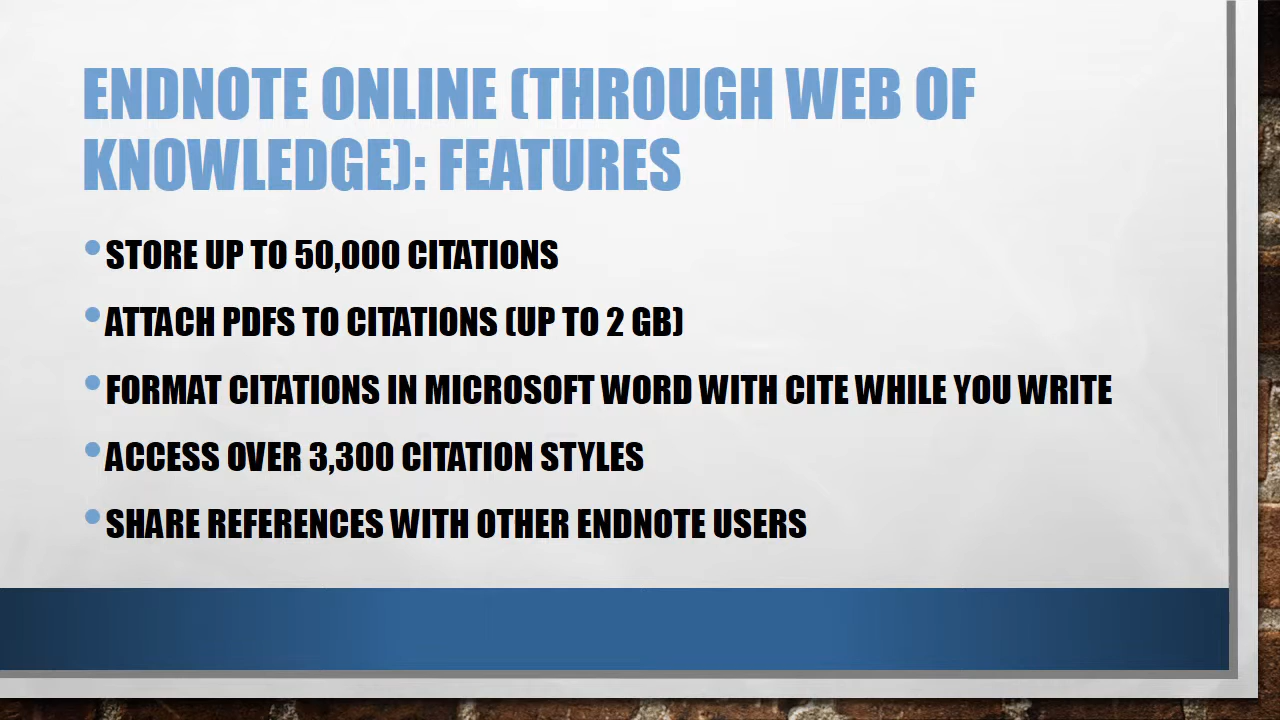 ENDNOTE ONLINE (THROUGH WEB OF
KNOWLEDGE): FEATURES
• STORE UP TO 50,000 CITATIONS
• ATTACH PDFS TO CITATIONS (UP TO 2 GB)
• FORMAT CITATIONS IN MICROSOFT WORD WITH CITE WHILE YOU WRITE
• ACCESS OVER 3,300 CITATION STYLES
• SHARE REFERENCES WITH OTHER ENDNOTE USERS